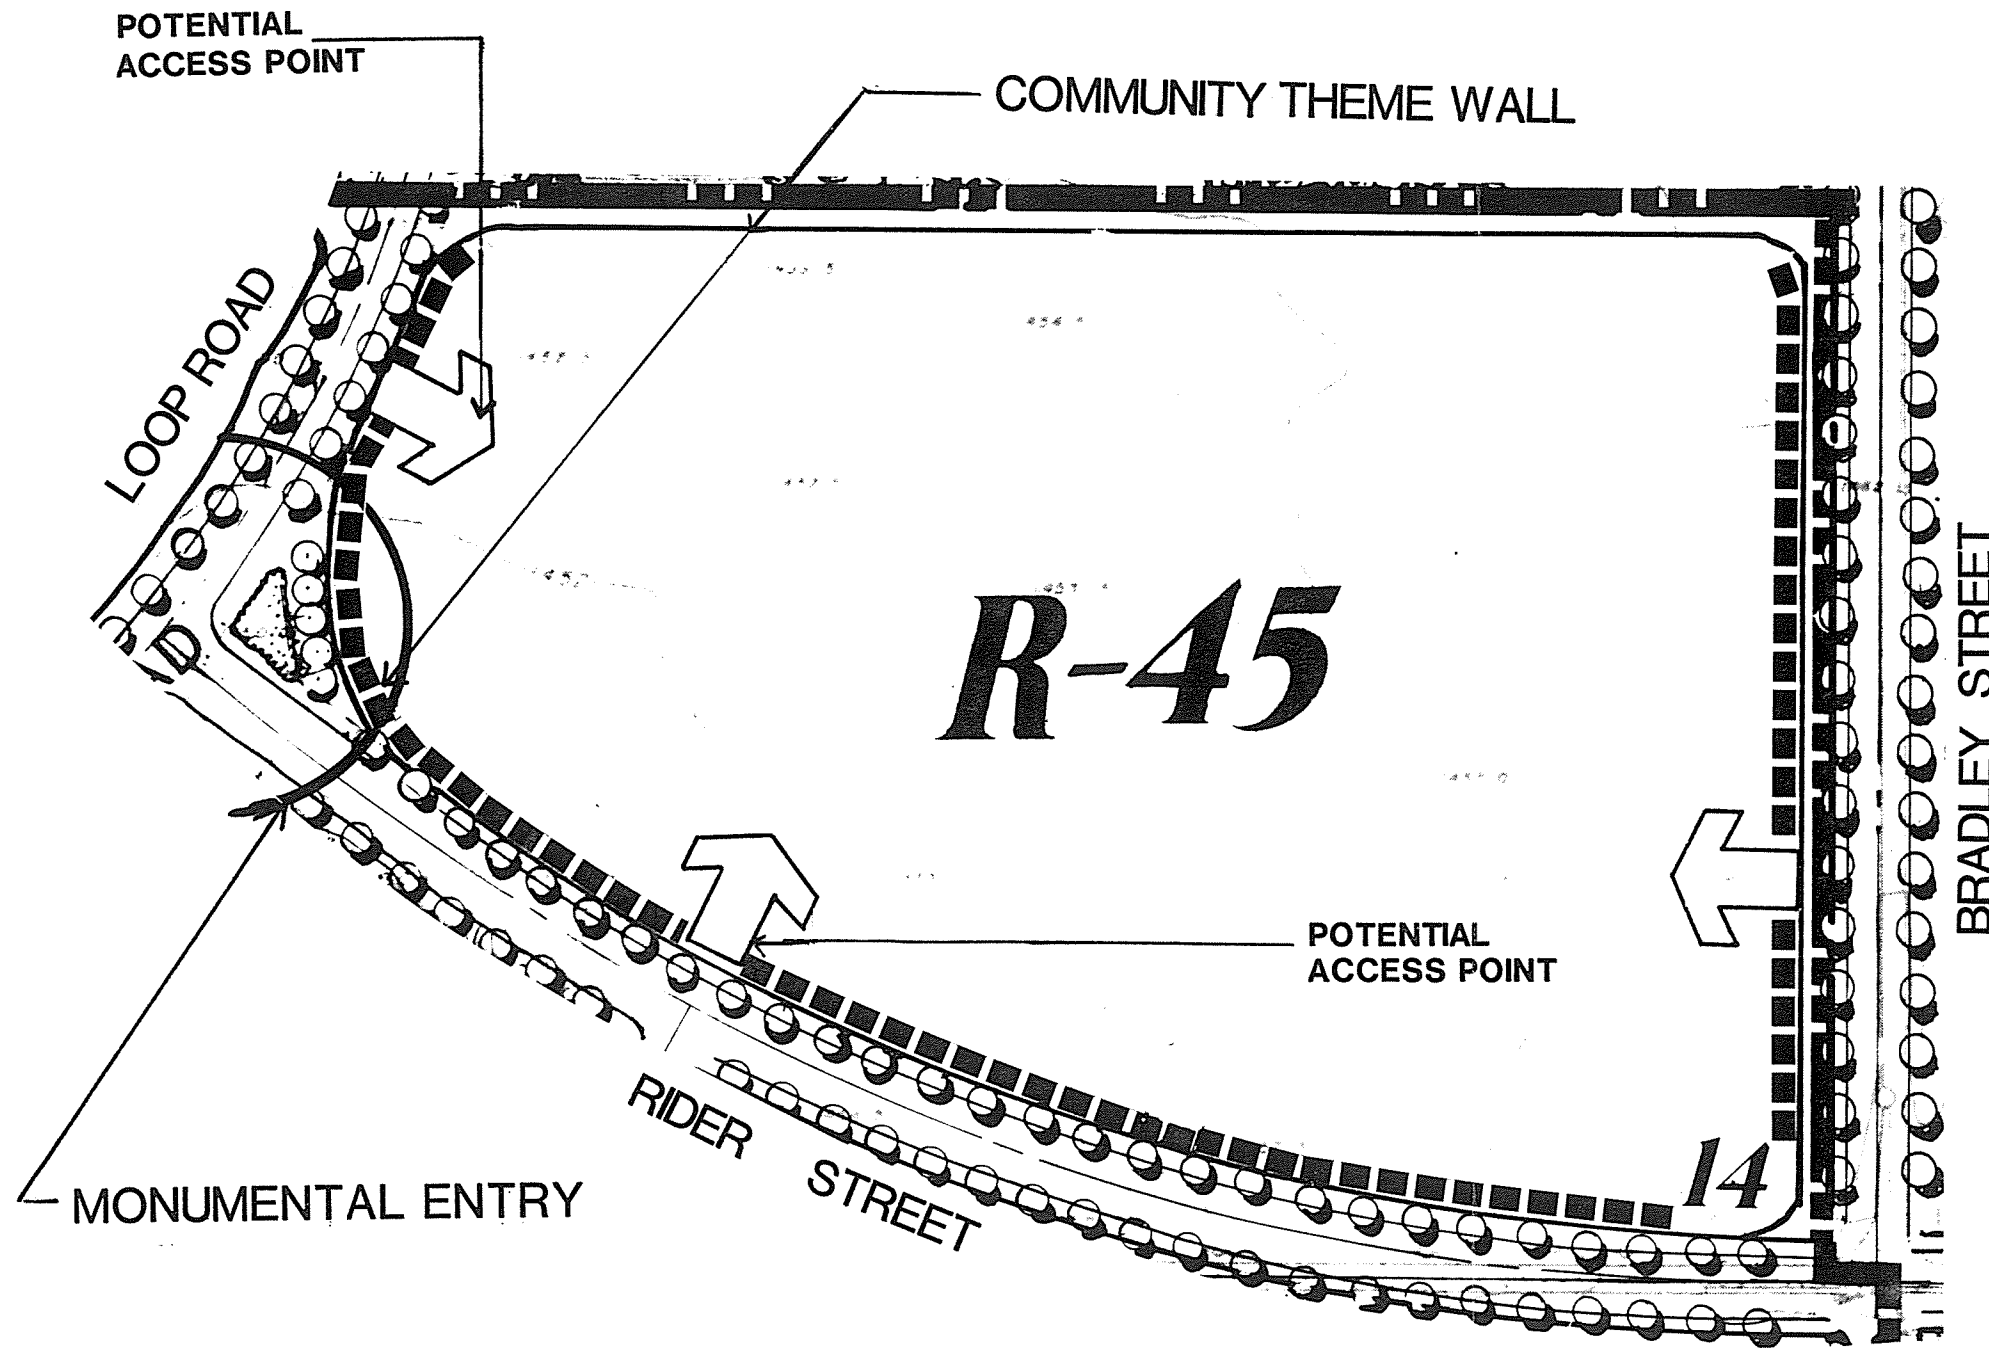 POTENTIAL
ACCESS POINT
COMMUNITY THEME WALL
LOOP ROAD
R-45
BRADLEY STREET
POTENTIAL
ACCESS POINT
14
RIDER STREET
MONUMENTAL ENTRY